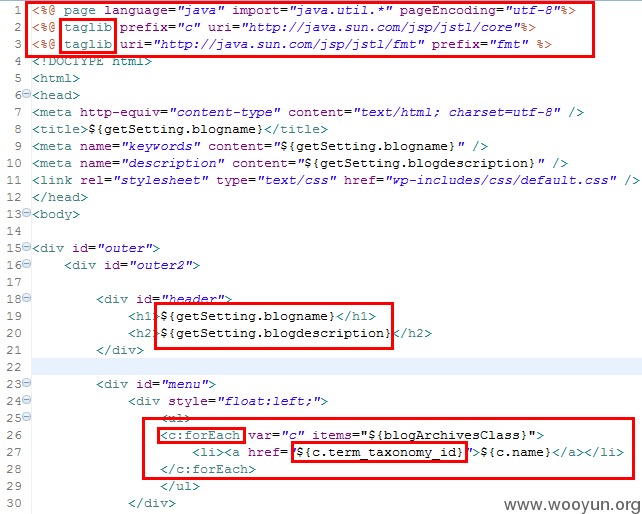 1 <%@ page language="java" import="java.util.*" pageEncoding="utf-8"%>
2 <%@ taglib prefix="c" uri="http://java.sun.com/jsp/jstl/core"%>
3 <%@ taglib uri="http://java.sun.com/jsp/jstl/fmt" prefix="fmt" %>
4 <!DOCTYPE html>
5 <html>
6 <head>
7 <meta http-equiv="content-type" content="text/html; charset=utf-8" />
8 <title>${getSetting.blogname}</title>
9 <meta name="keywords" content="${getSetting.blogname}" />
10 <meta name="description" content="${getSetting.blogdescription}" />
11 <link rel="stylesheet" type="text/css" href="wp-includes/css/default.css" />
12 </head>
13 <body>
14
15 <div id="outer">
16 <div id="outer2">
17
18 <div id="header">
19 <h1>${getSetting.blogname}</h1>
20 <h2>${getSetting.blogdescription}</h2>
21 </div>
22
23 <div id="menu">
24 <div style="float:left;">
25 <ul>
26 <c:forEach var="c" items="${blogArchivesClass}">
27 <li><a href="${c.term_taxonomy_id}">${c.name}</a></li>
28 </c:forEach>
29 </ul>
30 </div>
www.wooyun.org